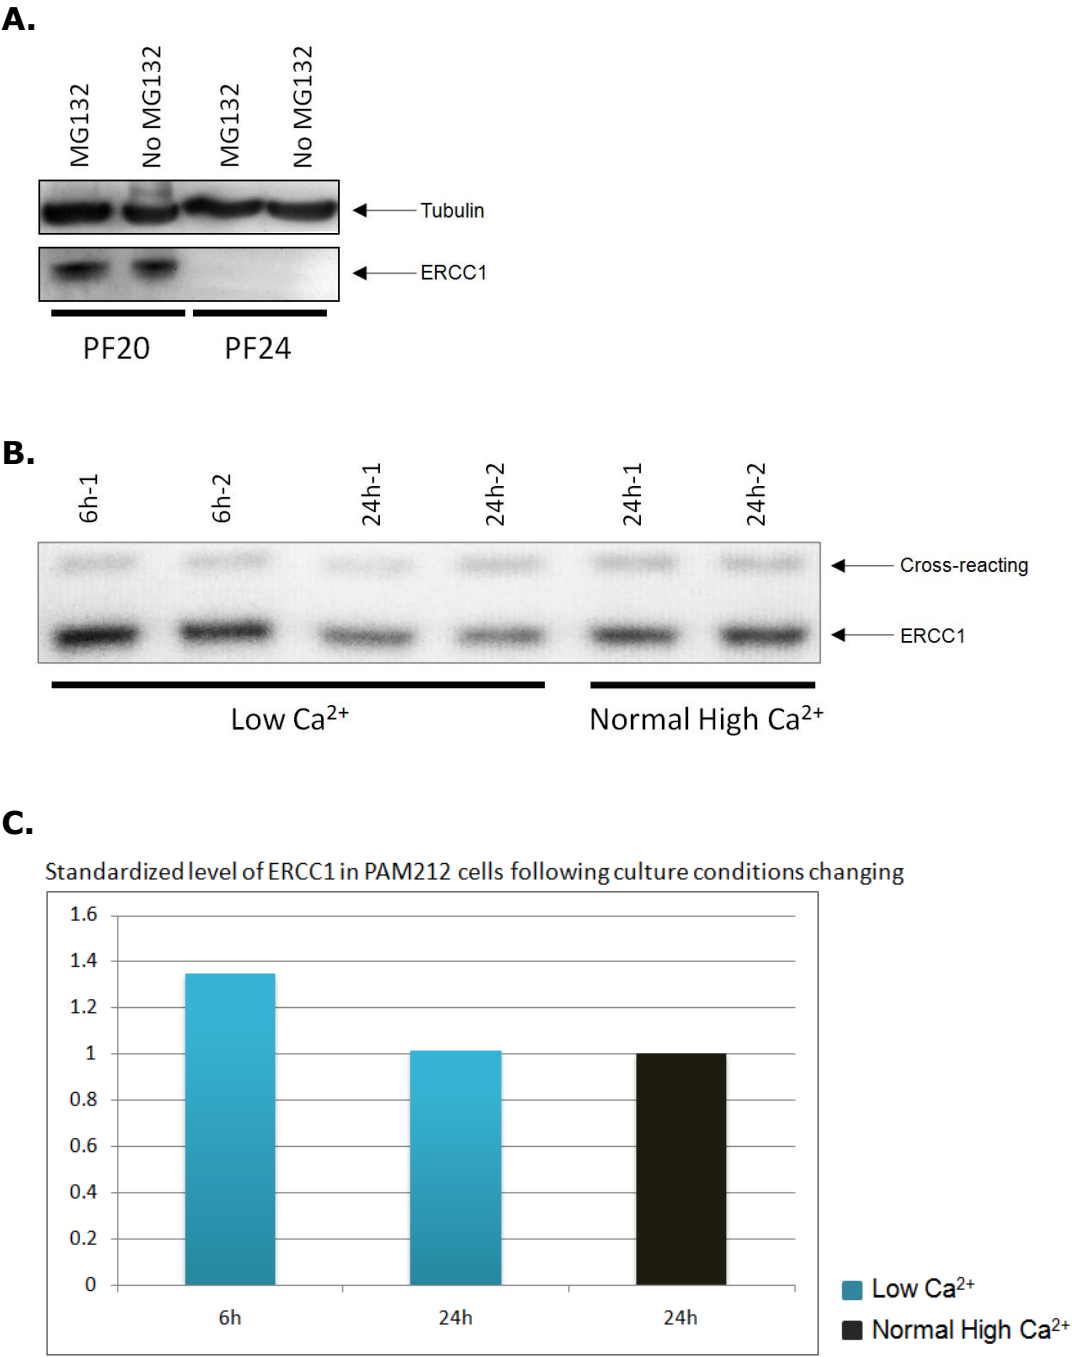 A.
MG132
No MG132
MG132
No MG132
Tubulin
ERCC1
PF20
PF24
B.
6h-1
6h-2
24h-1
24h-2
24h-1
24h-2
Cross-reacting
ERCC1
Low Ca²⁺
Normal High Ca²⁺
C.
Standardized level of ERCC1 in PAM212 cells following culture conditions changing
1.6
1.4
1.2
1
0.8
0.6
0.4
0.2
0
6h
24h
24h
Low Ca²⁺
Normal High Ca²⁺